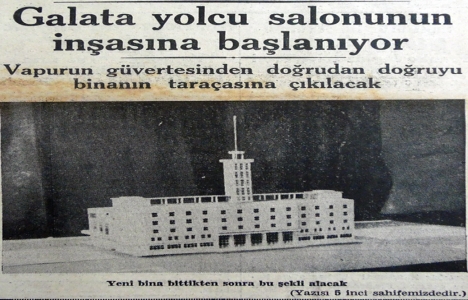 Galata yolcu salonunun
inşasına başlanıyor
Vapurun güvertesinden doğrudan doğruyu
binanın taraçasına çıkılacak
Yeni bina bittikten sonra bu şekli alacak
(Yazısı 5 inci sahifemizdedir.)